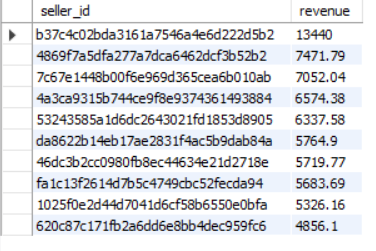 seller_id revenue
b37c4c02bda3161a7546a4e6d222d5b2 13440
4869f7a5dfa277a7dca6462dcf3b52b2 7471.79
7c67e1448b00f6e969d365cea6b010ab 7052.04
4a3ca9315b744ce9f8e9374361493884 6574.38
53243585a1d6dc2643021fd1853d8905 6337.58
da8622b14eb17ae2831f4ac5b9dab84a 5764.9
46dc3b2cc0980fb8ec44634e21d2718e 5719.77
fa1c13f2614d7b5c4749cbc52fecda94 5683.69
1025f0e2d44d7041d6cf58b6550e0bfa 5326.16
620c87c171fb2a6dd6e8bb4dec959fc6 4856.1